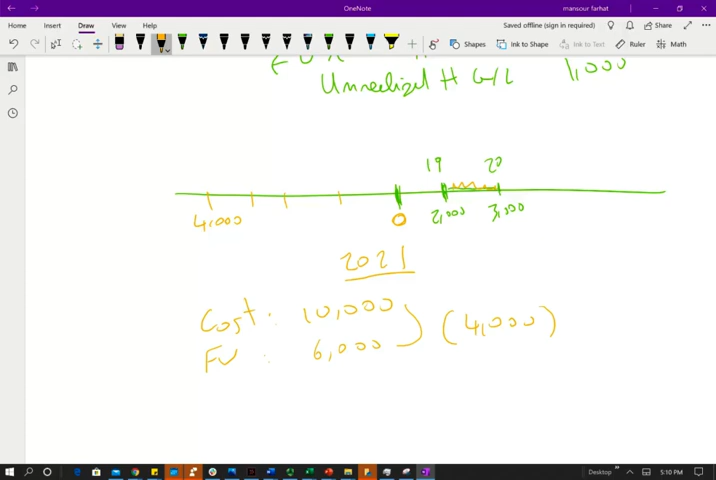 OneNote
mansour farhat
Home Insert Draw View Help
Saved offline (sign in required) Share
Shapes Ink to Shape Ink to Text Ruler Math
FVA
Unrealized H G/L 1,000
19 20
4,000 0 2,000 3,000
2021
Cost: 10,000
FV: 6,000 (4,000)
Desktop 5:10 PM